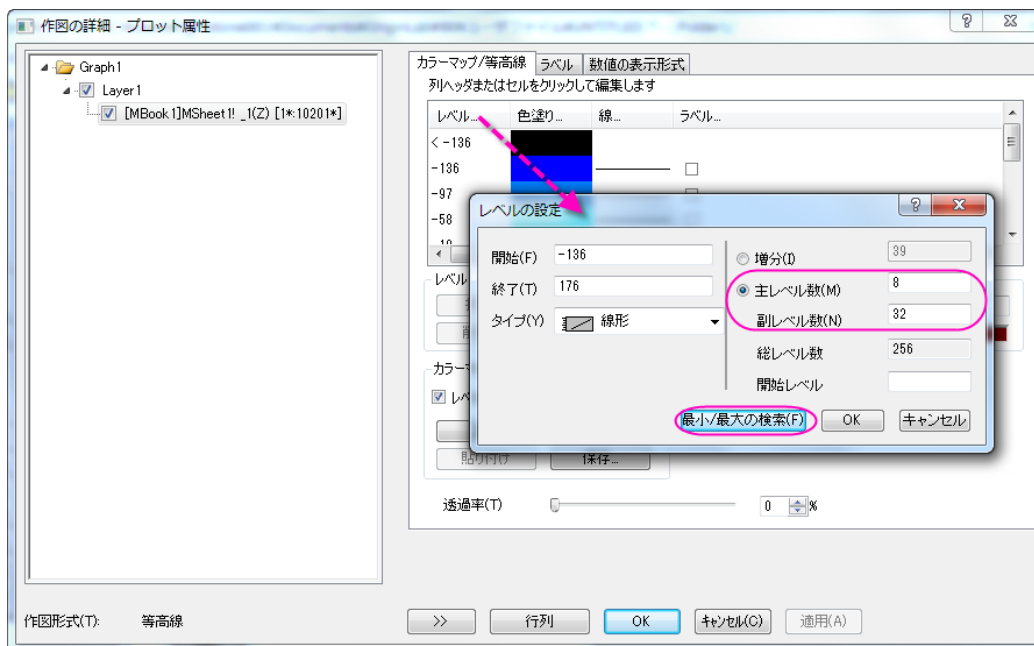 作図の詳細 - プロット属性
Graph1
Layer1
[MBook1]MSheet1! _1(Z) [1*:10201*]
カラーマップ/等高線 ラベル 数値の表示形式
列ヘッダまたはセルをクリックして編集します
レベル... 色塗り... 線... ラベル...
< -136
-136
-97
-58
レベル
レベルの設定
開始(F) -136
終了(T) 176
タイプ(Y) 線形
増分(I) 39
主レベル数(M) 8
副レベル数(N) 32
総レベル数 256
開始レベル
最小/最大の検索(F) OK キャンセル
貼り付け 保存...
透過率(T) 0 %
作図形式(T): 等高線
>> 行列 OK キャンセル(C) 適用(A)